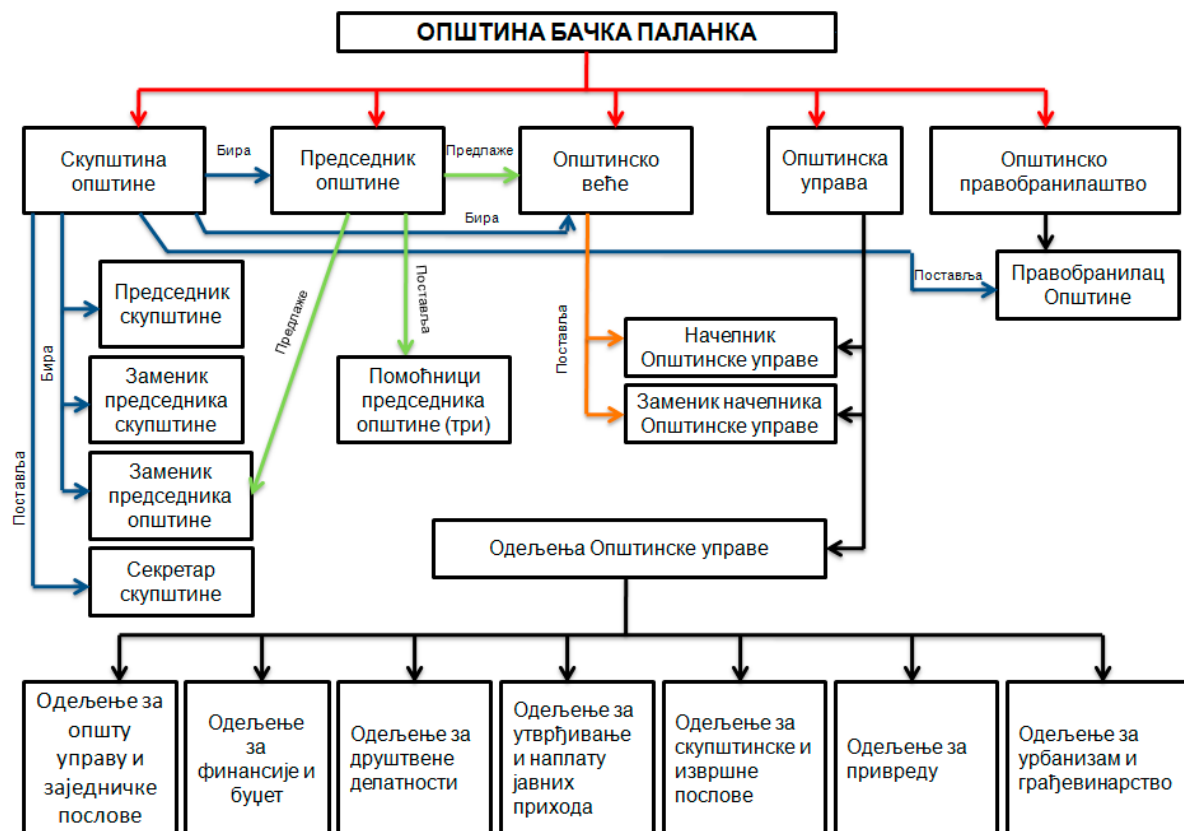 ОПШТИНА БАЧКА ПАЛАНКА
Скупштина
општине
Бира
Председник
општине
Предлаже
Општинско
веће
Општинска
управа
Општинско
правобранилаштво
Бира
Поставља
Правобранилац
Општине
Председник
скупштине
Бира
Заменик
председника
скупштине
Поставља
Заменик
председника
општине
Секретар
скупштине
Предлаже
Поставља
Помоћници
председника
општине (три)
Поставља
Начелник
Општинске управе
Заменик начелника
Општинске управе
Одељења Општинске управе
Одељење за
општу
управу и
заједничке
послове
Одељење
за
финансије и
буџет
Одељење за
друштвене
делатности
Одељење за
утврђивање
и наплату
јавних
прихода
Одељење за
скупштинске и
извршне
послове
Одељење за
привреду
Одељење за
урбанизам и
грађевинарство